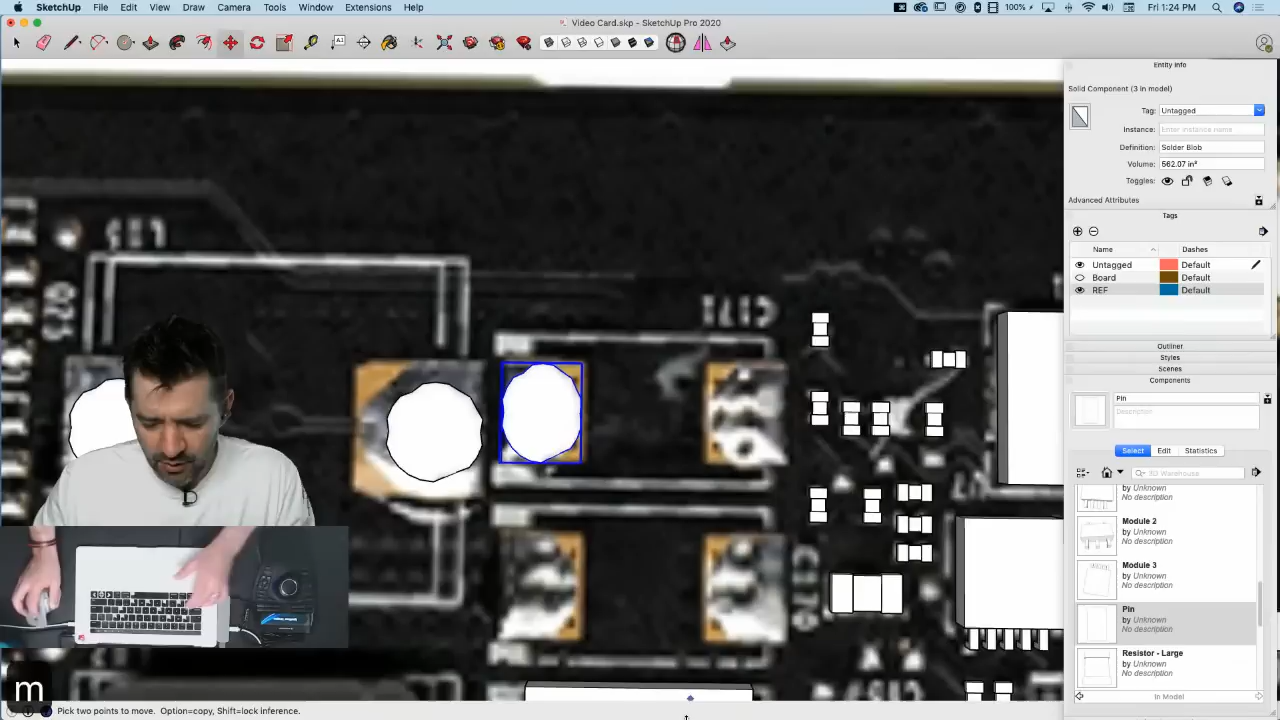 SketchUp File Edit View Draw Camera Tools Window Extensions Help
100% Fri 1:24 PM
Video Card.skp - SketchUp Pro 2020
Entity Info
Solid Component (3 in model)
Tag: Untagged
Instance: Enter instance name
Definition: Solder Blob
Volume: 562.07 in³
Toggles:
Advanced Attributes
Tags
Name Dashes
Untagged Default
Board Default
REF Default
Outliner
Styles
Scenes
Components
Pin
Description
Select Edit Statistics
3D Warehouse
by Unknown
No description
Module 2
by Unknown
No description
Module 3
by Unknown
No description
Pin
by Unknown
No description
Resistor - Large
by Unknown
No description
In Model
C171
D
m
Pick two points to move. Option=copy, Shift=lock inference.